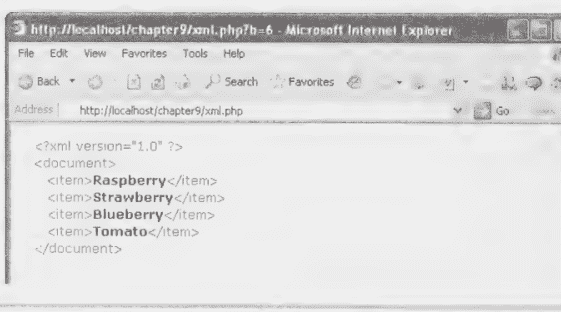 http://localhost/chapter9/xml.php?b=6 - Microsoft Internet Explorer
File Edit View Favorites Tools Help
Back Search Favorites
Address http://localhost/chapter9/xml.php Go
<?xml version="1.0" ?>
<document>
<item>Raspberry</item>
<item>Strawberry</item>
<item>Blueberry</item>
<item>Tomato</item>
</document>